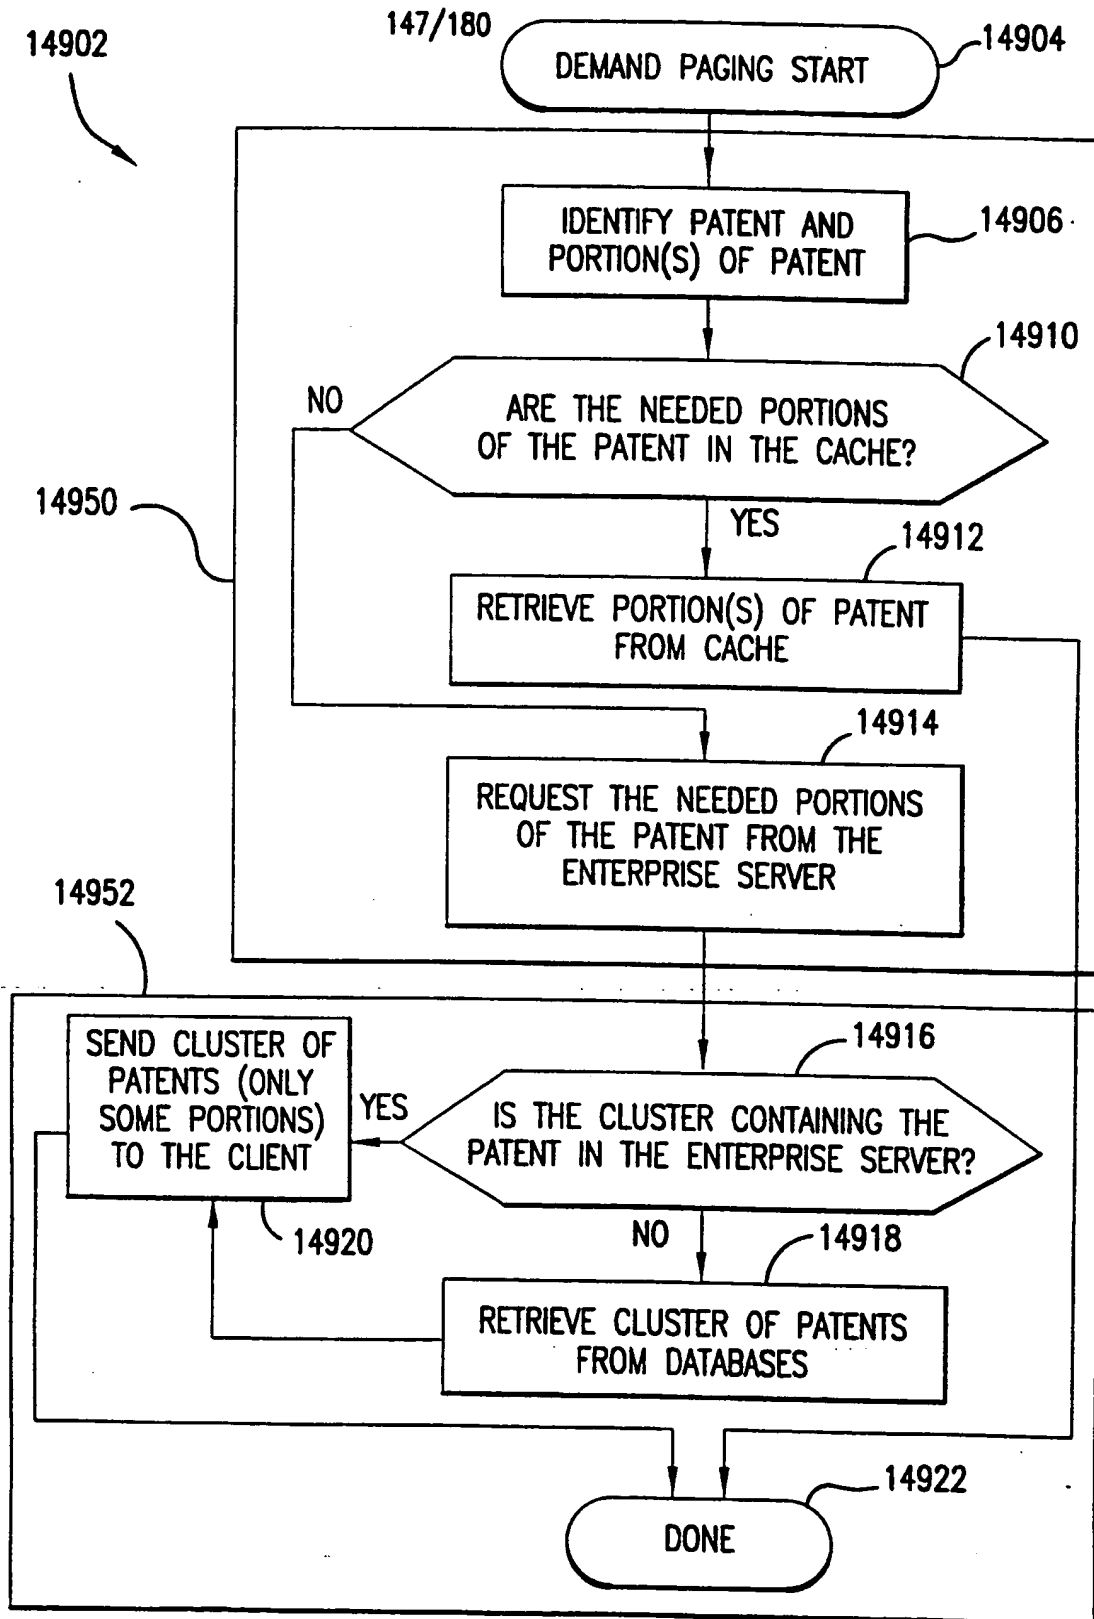 147/180
14902
DEMAND PAGING START
14904
IDENTIFY PATENT AND
PORTION(S) OF PATENT
14906
14910
NO
ARE THE NEEDED PORTIONS
OF THE PATENT IN THE CACHE?
14950
YES
14912
RETRIEVE PORTION(S) OF PATENT
FROM CACHE
14914
REQUEST THE NEEDED PORTIONS
OF THE PATENT FROM THE
ENTERPRISE SERVER
14952
14916
SEND CLUSTER OF
PATENTS (ONLY
SOME PORTIONS)
TO THE CLIENT
YES
IS THE CLUSTER CONTAINING THE
PATENT IN THE ENTERPRISE SERVER?
14920
NO
14918
RETRIEVE CLUSTER OF PATENTS
FROM DATABASES
14922
DONE